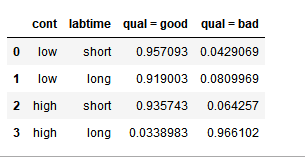 cont labtime qual = good qual = bad
0 low short 0.957093 0.0429069
1 low long 0.919003 0.0809969
2 high short 0.935743 0.064257
3 high long 0.0338983 0.966102